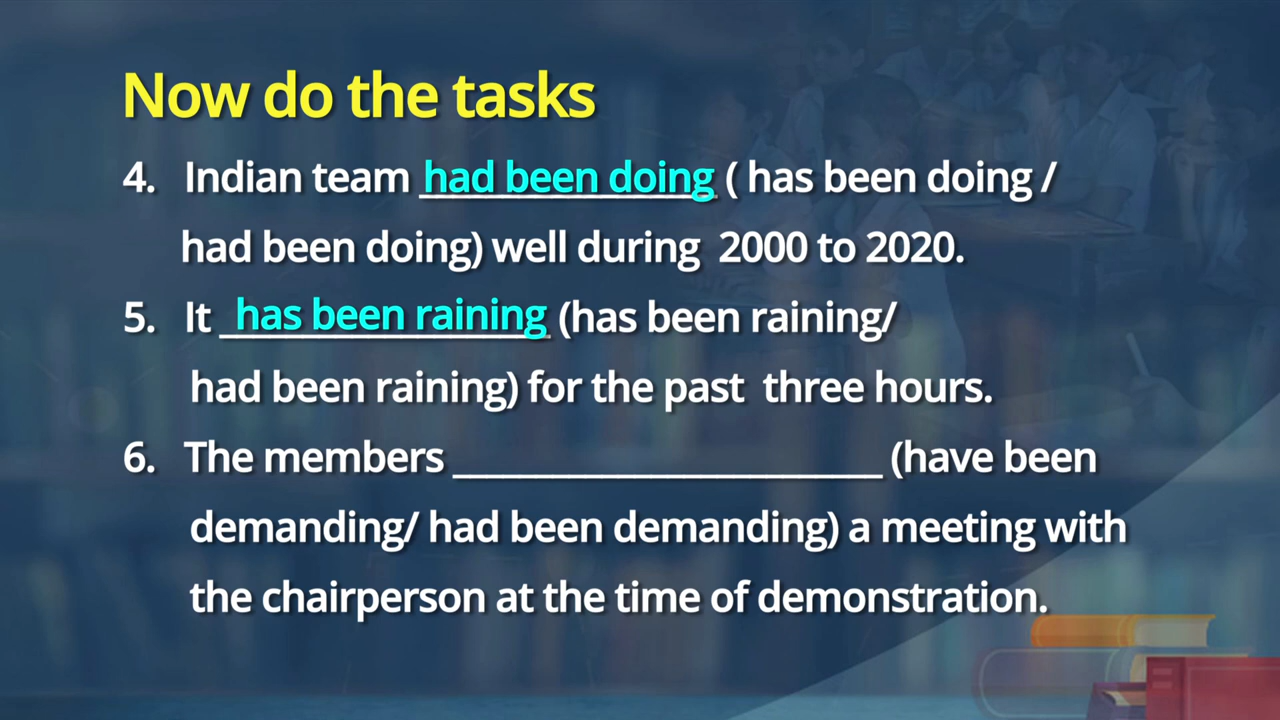 Now do the tasks
4. Indian team had been doing ( has been doing /
had been doing) well during 2000 to 2020.
5. It has been raining (has been raining/
had been raining) for the past three hours.
6. The members ____________________ (have been
demanding/ had been demanding) a meeting with
the chairperson at the time of demonstration.